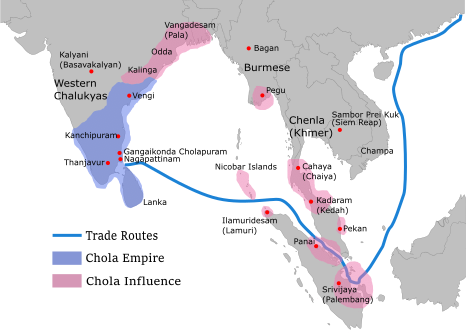 Vangadesam
(Pala)
Odda
Kalinga
Kalyani
(Basavakalyan)
Western
Chalukyas
Vengi
Bagan
Burmese
Pegu
Kanchipuram
Gangaikonda Cholapuram
Nagapattinam
Thanjavur
Lanka
Chenla
(Khmer)
Sambor Prei Kuk
(Siem Reap)
Champa
Nicobar Islands
Cahaya
(Chaiya)
Kadaram
(Kedah)
Ilamuridesam
(Lamuri)
Pekan
Panai
Srivijaya
(Palembang)
Trade Routes
Chola Empire
Chola Influence